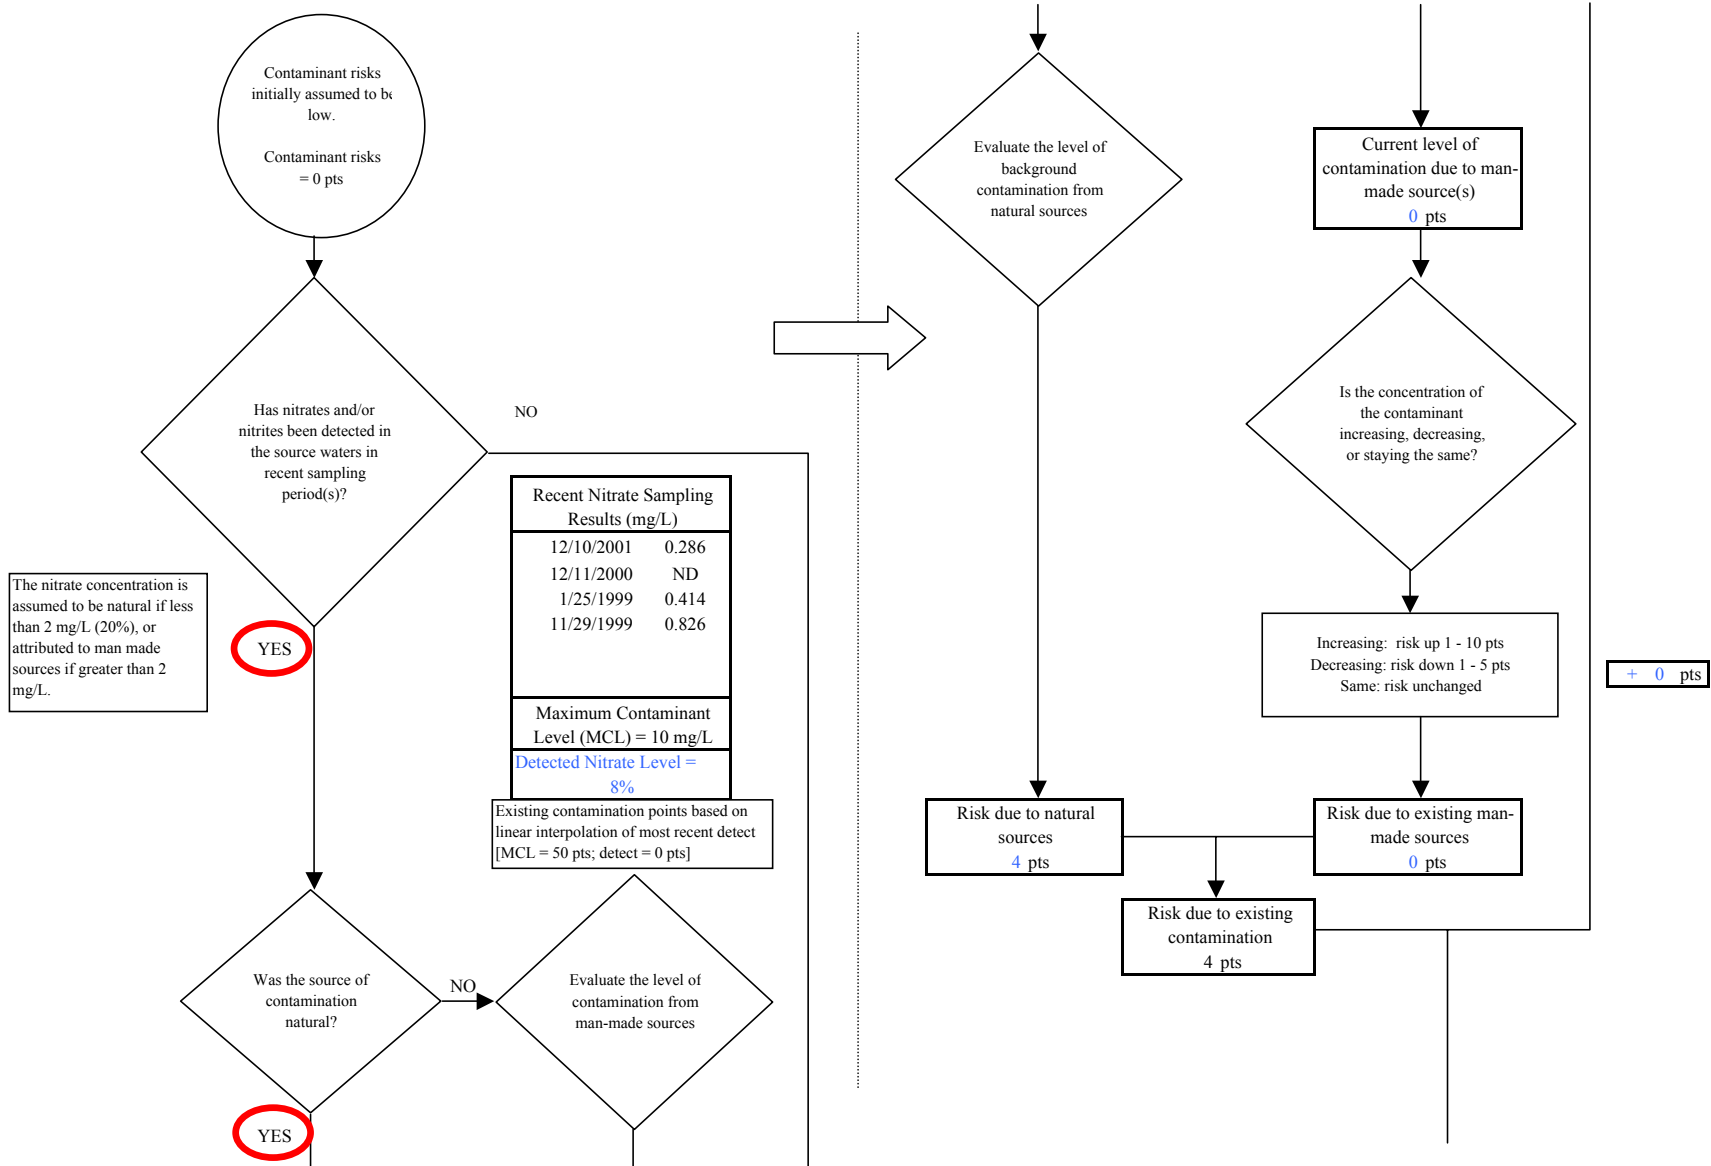 Contaminant risks
initially assumed to be
low.
Contaminant risks
= 0 pts
Has nitrates and/or
nitrites been detected in
the source waters in
recent sampling
period(s)?
NO
The nitrate concentration is
assumed to be natural if less
than 2 mg/L (20%), or
attributed to man made
sources if greater than 2
mg/L.
YES
Recent Nitrate Sampling
Results (mg/L)
12/10/2001 0.286
12/11/2000 ND
1/25/1999 0.414
11/29/1999 0.826
Maximum Contaminant
Level (MCL) = 10 mg/L
Detected Nitrate Level =
8%
Existing contamination points based on
linear interpolation of most recent detect
[MCL = 50 pts; detect = 0 pts]
Was the source of
contamination
natural?
NO
Evaluate the level of
contamination from
man-made sources
YES
Evaluate the level of
background
contamination from
natural sources
Current level of
contamination due to man-
made source(s)
0 pts
Is the concentration of
the contaminant
increasing, decreasing,
or staying the same?
Increasing: risk up 1 - 10 pts
Decreasing: risk down 1 - 5 pts
Same: risk unchanged
+ 0 pts
Risk due to natural
sources
4 pts
Risk due to existing man-
made sources
0 pts
Risk due to existing
contamination
4 pts